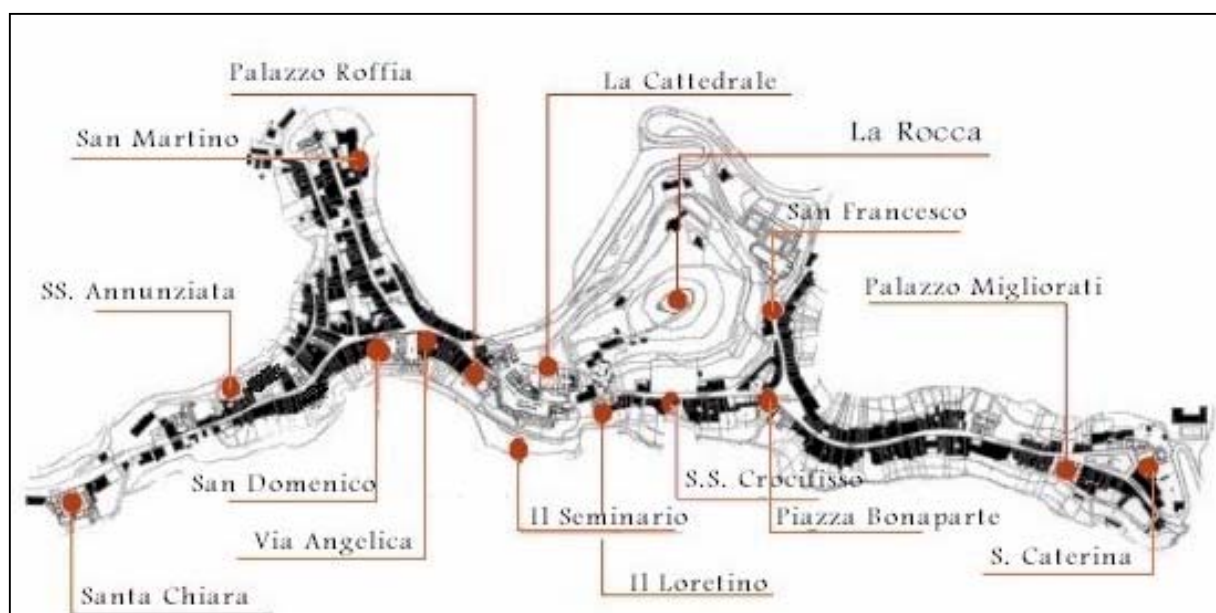 Palazzo Roffia
La Cattedrale
San Martino
La Rocca
San Francesco
SS. Annunziata
Palazzo Migliorati
San Domenico
S.S. Crocifisso
Il Seminario
Piazza Bonaparte
Via Angelica
S. Caterina
Il Loretino
Santa Chiara